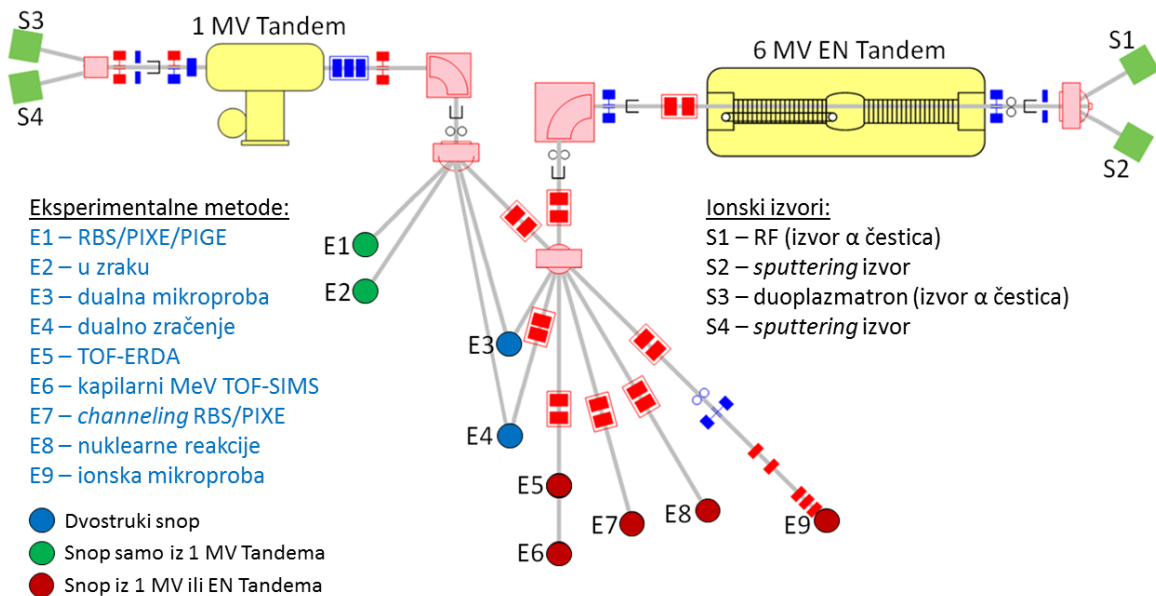 S3
S4
1 MV Tandem
6 MV EN Tandem
S1
S2
Eksperimentalne metode:
E1 – RBS/PIXE/PIGE
E2 – u zraku
E3 – dualna mikroproba
E4 – dualno zračenje
E5 – TOF-ERDA
E6 – kapilarni MeV TOF-SIMS
E7 – channeling RBS/PIXE
E8 – nuklearne reakcije
E9 – ionska mikroproba
Dvostruki snop
Snop samo iz 1 MV Tandema
Snop iz 1 MV ili EN Tandema
E1
E2
E3
E4
E5
E6
E7
E8
E9
Ionski izvori:
S1 – RF (izvor α čestica)
S2 – sputtering izvor
S3 – duoplazmatron (izvor α čestica)
S4 – sputtering izvor